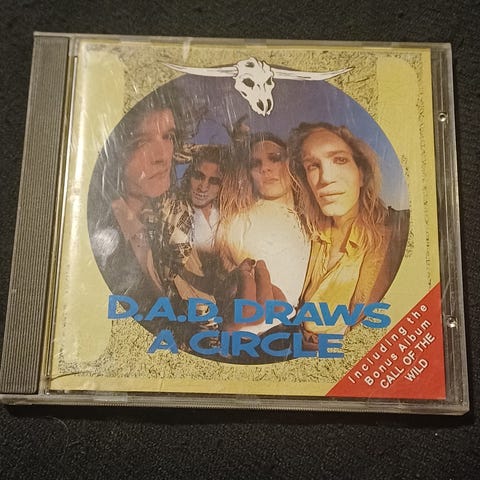 D.A.D. DRAWS
A CIRCLE
Including the
Bonus Album
CALL OF THE
WILD